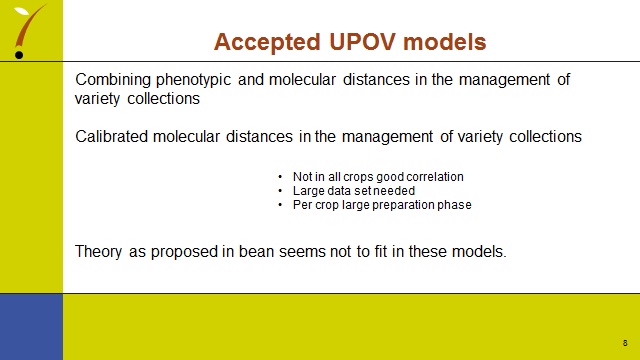 Accepted UPOV models
Combining phenotypic and molecular distances in the management of
variety collections
Calibrated molecular distances in the management of variety collections
• Not in all crops good correlation
• Large data set needed
• Per crop large preparation phase
Theory as proposed in bean seems not to fit in these models.
8